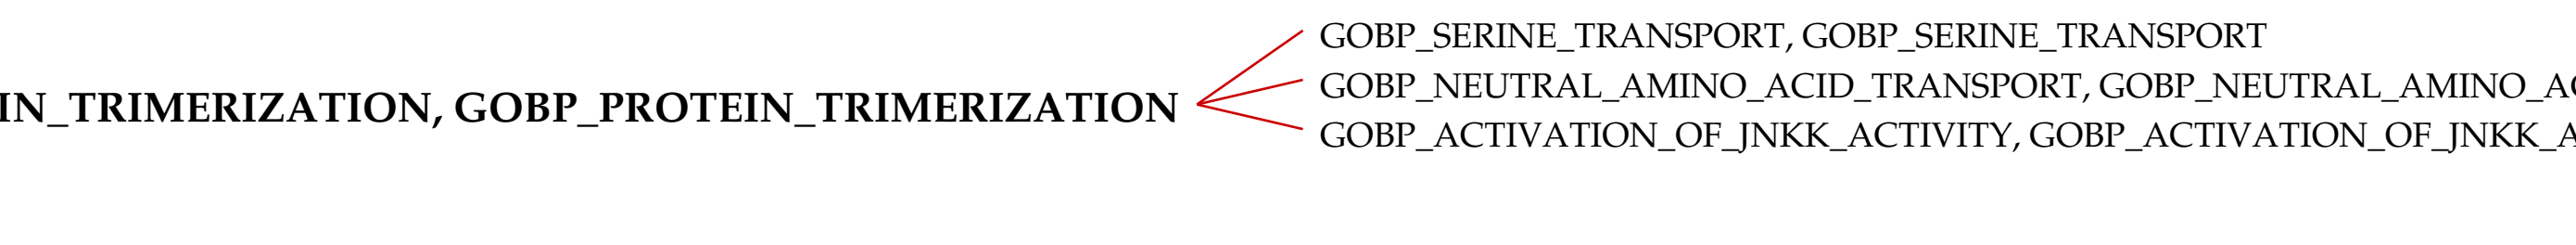 GOBP_SERINE_TRANSPORT, GOBP_SERINE_TRANSPORT
GOBP_NEUTRAL_AMINO_ACID_TRANSPORT, GOBP_NEUTRAL_AMINO_AC
IN_TRIMERIZATION, GOBP_PROTEIN_TRIMERIZATION
GOBP_ACTIVATION_OF_JNKK_ACTIVITY, GOBP_ACTIVATION_OF_JNKK_A